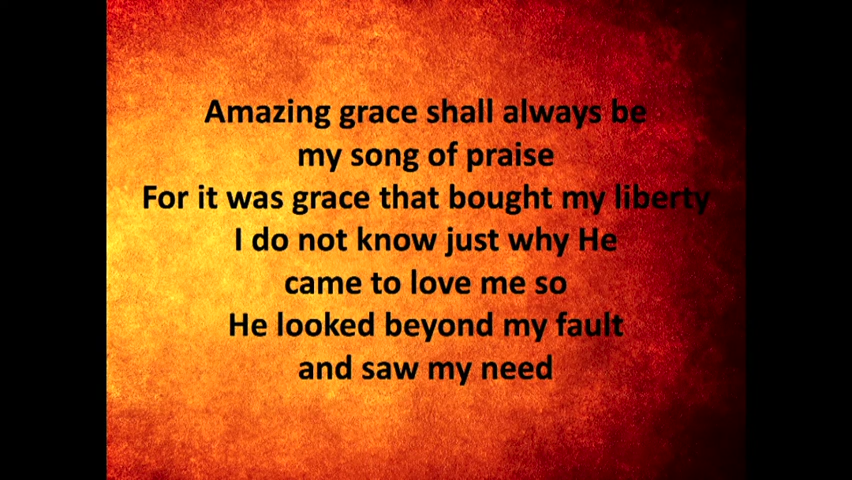 Amazing grace shall always be
my song of praise
For it was grace that bought my liberty
I do not know just why He
came to love me so
He looked beyond my fault
and saw my need